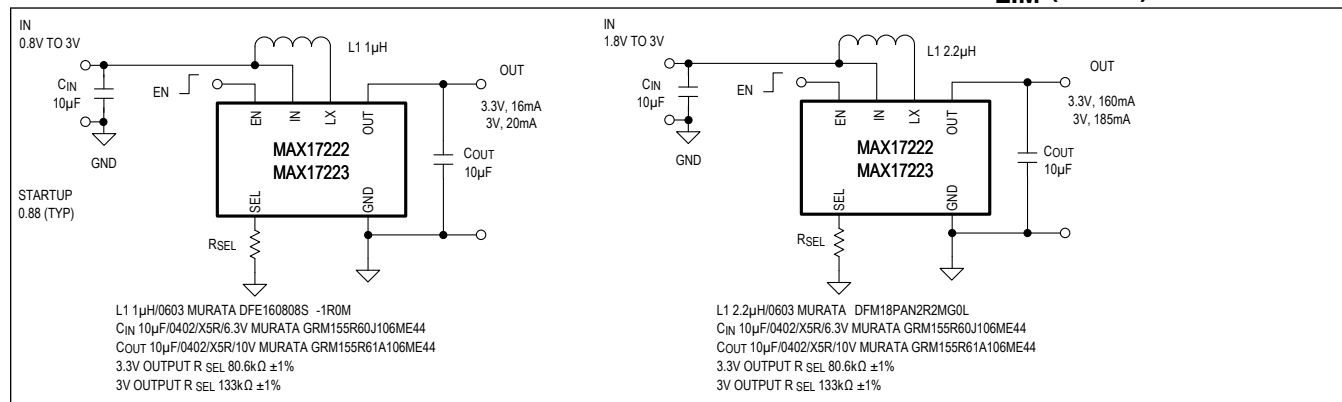 IN
0.8V TO 3V
L1 1µH
CIN
10µF
EN
OUT
3.3V, 16mA
3V, 20mA
EN
IN
LX
OUT
MAX17222
MAX17223
COUT
10µF
GND
STARTUP
0.88 (TYP)
SEL
GND
RSEL
L1 1µH/0603 MURATA DFE160808S -1R0M
CIN 10µF/0402/X5R/6.3V MURATA GRM155R60J106ME44
COUT 10µF/0402/X5R/10V MURATA GRM155R61A106ME44
3.3V OUTPUT R SEL 80.6kΩ ±1%
3V OUTPUT R SEL 133kΩ ±1%
IN
1.8V TO 3V
L1 2.2µH
CIN
10µF
EN
OUT
3.3V, 160mA
3V, 185mA
EN
IN
LX
OUT
MAX17222
MAX17223
COUT
10µF
GND
SEL
GND
RSEL
L1 2.2µH/0603 MURATA DFM18PAN2R2MG0L
CIN 10µF/0402/X5R/6.3V MURATA GRM155R60J106ME44
COUT 10µF/0402/X5R/10V MURATA GRM155R61A106ME44
3.3V OUTPUT R SEL 80.6kΩ ±1%
3V OUTPUT R SEL 133kΩ ±1%